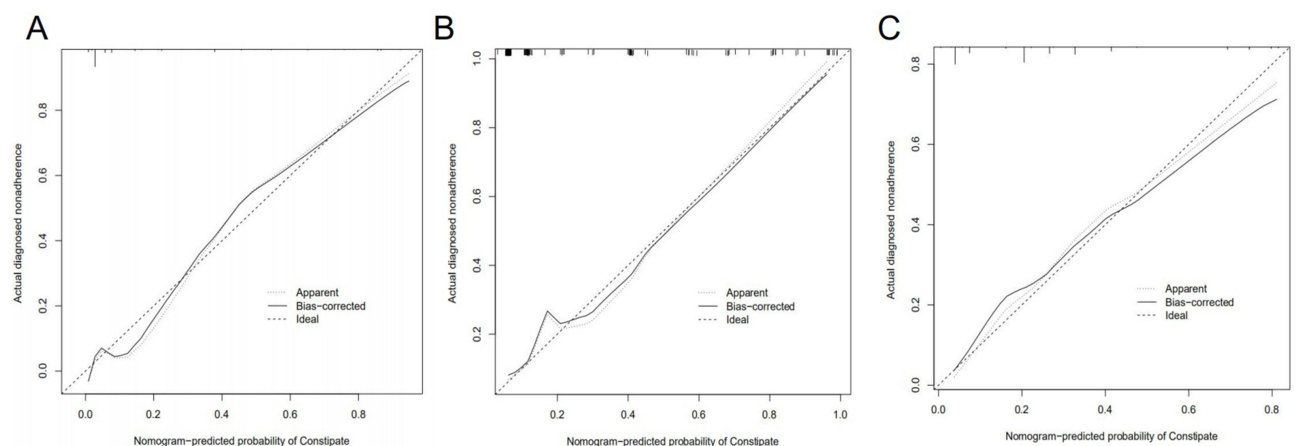 A
B
C
Actual diagnosed nonadherence
0.0
0.2
0.4
0.6
0.8
Apparent
Bias−corrected
Ideal
0.0
0.2
0.4
0.6
0.8
Nomogram−predicted probability of Constipate
Actual diagnosed nonadherence
0.2
0.4
0.6
0.8
1.0
Apparent
Bias−corrected
Ideal
0.2
0.4
0.6
0.8
1.0
Nomogram−predicted probability of Constipate
Actual diagnosed nonadherence
0.0
0.2
0.4
0.6
0.8
Apparent
Bias−corrected
Ideal
0.0
0.2
0.4
0.6
0.8
Nomogram−predicted probability of Constipate